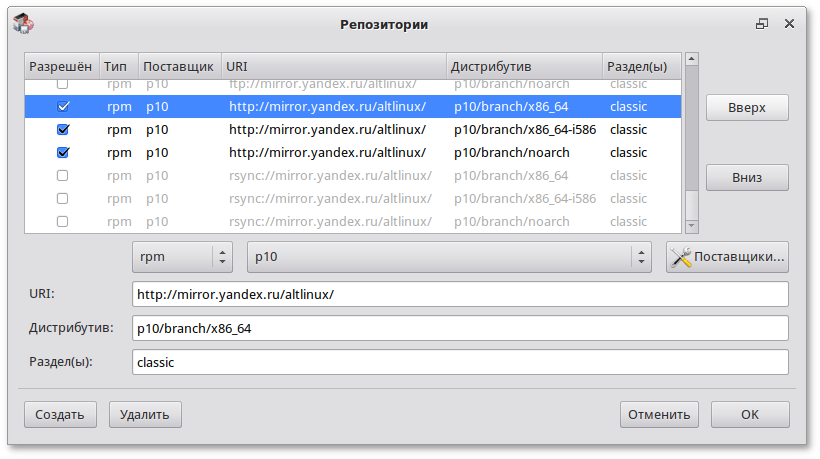 Репозитории
Разрешён Тип Поставщик URI Дистрибутив Раздел(ы)
rpm p10 ftp://mirror.yandex.ru/altlinux/ p10/branch/noarch classic
rpm p10 http://mirror.yandex.ru/altlinux/ p10/branch/x86_64 classic
rpm p10 http://mirror.yandex.ru/altlinux/ p10/branch/x86_64-i586 classic
rpm p10 http://mirror.yandex.ru/altlinux/ p10/branch/noarch classic
rpm p10 rsync://mirror.yandex.ru/altlinux/ p10/branch/x86_64 classic
rpm p10 rsync://mirror.yandex.ru/altlinux/ p10/branch/x86_64-i586 classic
rpm p10 rsync://mirror.yandex.ru/altlinux/ p10/branch/noarch classic
Вверх
Вниз
rpm p10 Поставщики...
URI: http://mirror.yandex.ru/altlinux/
Дистрибутив: p10/branch/x86_64
Раздел(ы): classic
Создать Удалить Отменить OK